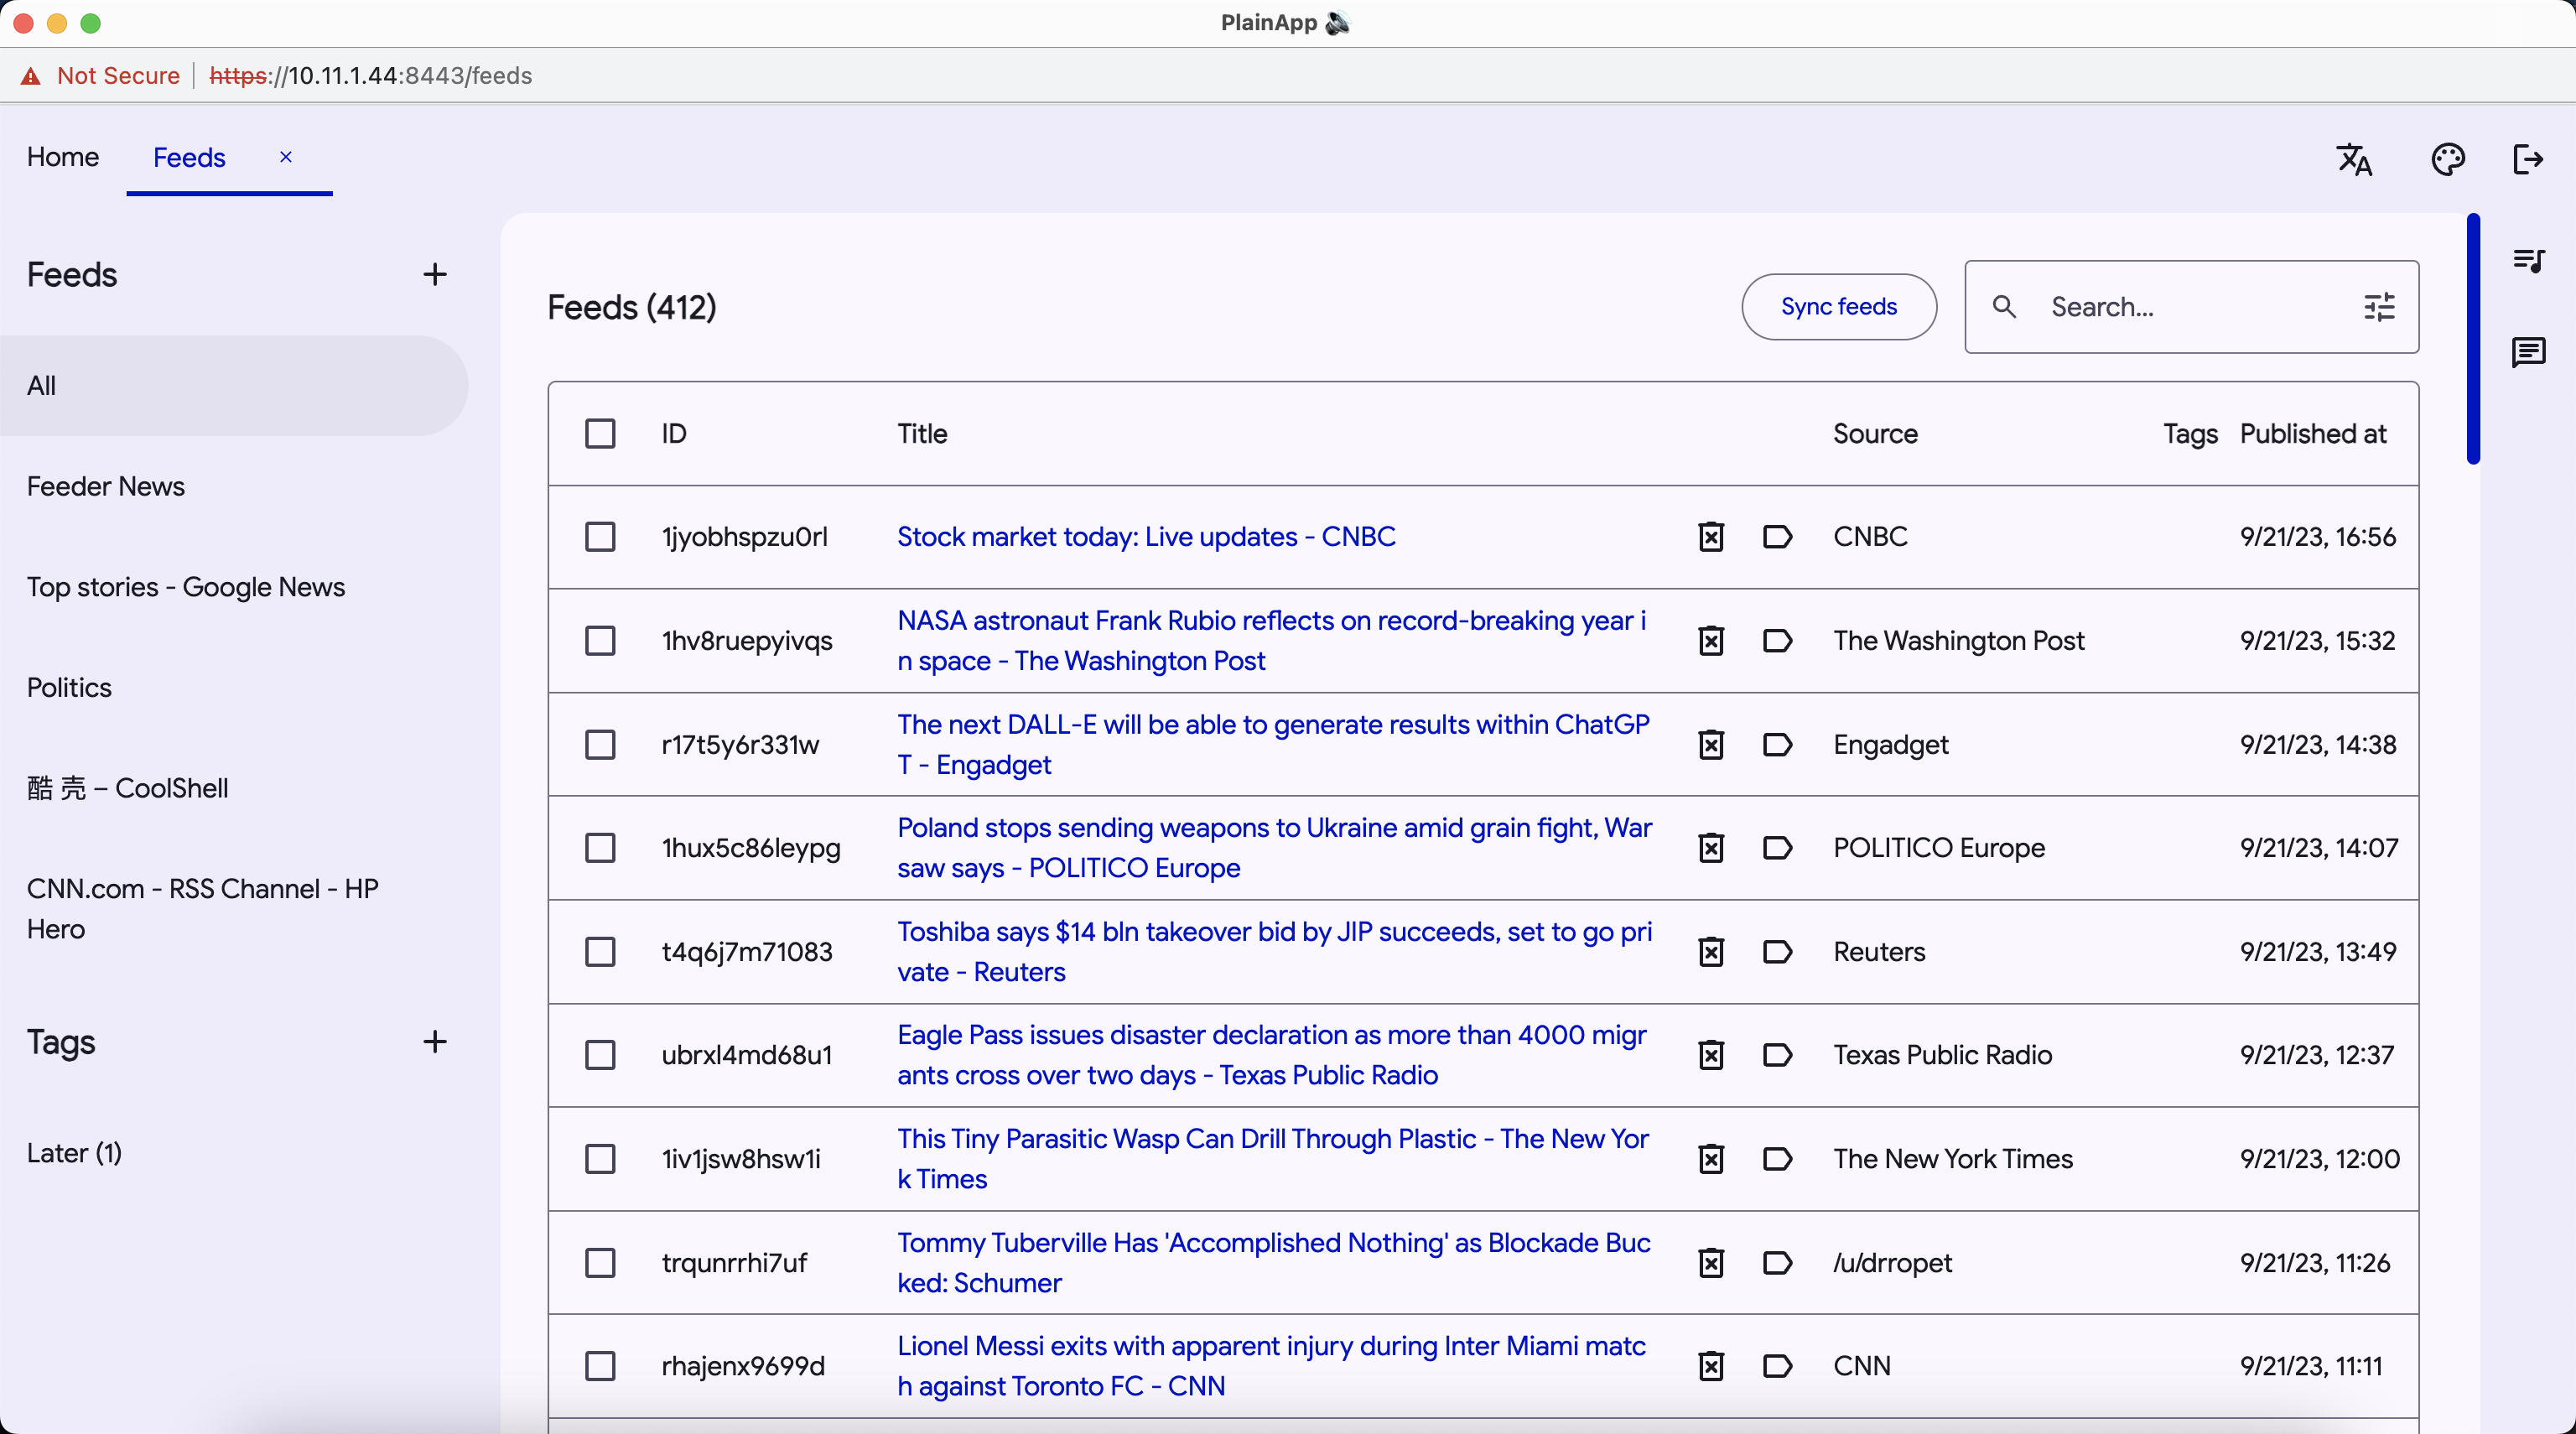 PlainApp 🔊
Not Secure https://10.11.1.44:8443/feeds
Home
Feeds
Feeds
All
Feeder News
Top stories - Google News
Politics
酷 壳 – CoolShell
CNN.com - RSS Channel - HP
Hero
Tags
Later (1)
Feeds (412)
Sync feeds
Search...
ID Title Source Tags Published at
1jyobhspzu0rl Stock market today: Live updates - CNBC CNBC 9/21/23, 16:56
1hv8ruepyivqs NASA astronaut Frank Rubio reflects on record-breaking year i
n space - The Washington Post The Washington Post 9/21/23, 15:32
r17t5y6r331w The next DALL-E will be able to generate results within ChatGP
T - Engadget Engadget 9/21/23, 14:38
1hux5c86leypg Poland stops sending weapons to Ukraine amid grain fight, War
saw says - POLITICO Europe POLITICO Europe 9/21/23, 14:07
t4q6j7m71083 Toshiba says $14 bln takeover bid by JIP succeeds, set to go pri
vate - Reuters Reuters 9/21/23, 13:49
ubrxl4md68u1 Eagle Pass issues disaster declaration as more than 4000 migr
ants cross over two days - Texas Public Radio Texas Public Radio 9/21/23, 12:37
1iv1jsw8hsw1i This Tiny Parasitic Wasp Can Drill Through Plastic - The New Yor
k Times The New York Times 9/21/23, 12:00
trqunrrhi7uf Tommy Tuberville Has 'Accomplished Nothing' as Blockade Buc
ked: Schumer /u/drropet 9/21/23, 11:26
rhajenx9699d Lionel Messi exits with apparent injury during Inter Miami matc
h against Toronto FC - CNN CNN 9/21/23, 11:11